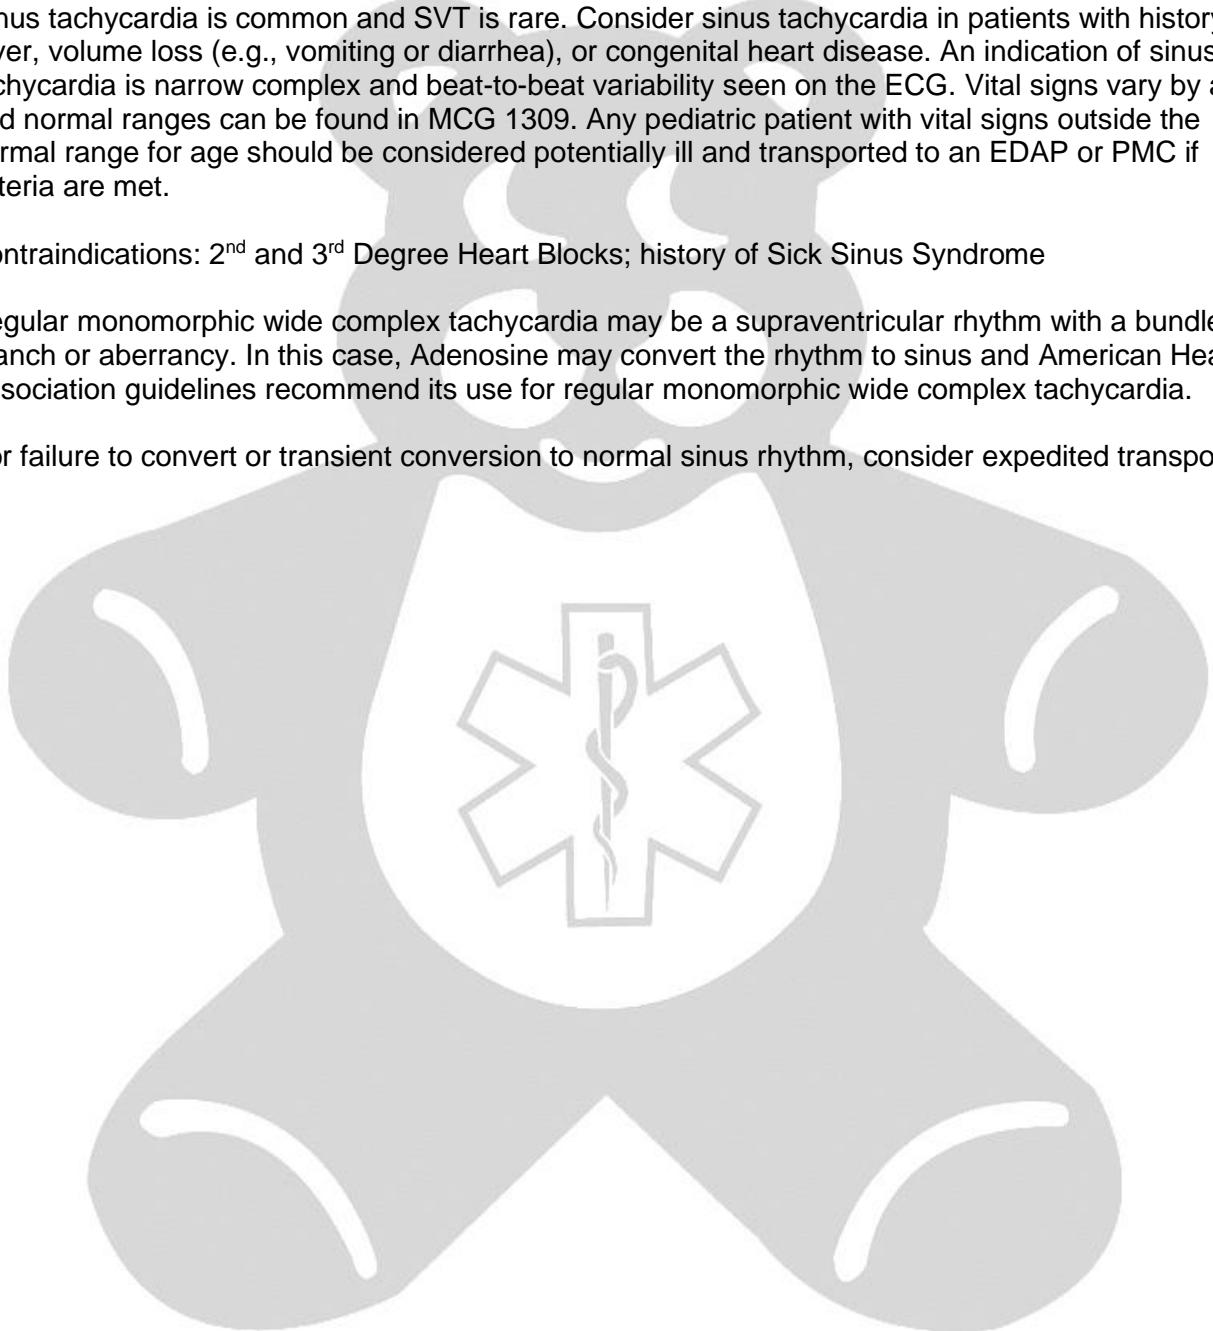 nus tachycardia is common and SVT is rare. Consider sinus tachycardia in patients with history
ver, volume loss (e.g., vomiting or diarrhea), or congenital heart disease. An indication of sinus
chycardia is narrow complex and beat-to-beat variability seen on the ECG. Vital signs vary by a
d normal ranges can be found in MCG 1309. Any pediatric patient with vital signs outside the
rmal range for age should be considered potentially ill and transported to an EDAP or PMC if
teria are met.
ontraindications: 2nd and 3rd Degree Heart Blocks; history of Sick Sinus Syndrome
egular monomorphic wide complex tachycardia may be a supraventricular rhythm with a bundle
anch or aberrancy. In this case, Adenosine may convert the rhythm to sinus and American Hea
sociation guidelines recommend its use for regular monomorphic wide complex tachycardia.
r failure to convert or transient conversion to normal sinus rhythm, consider expedited transpo